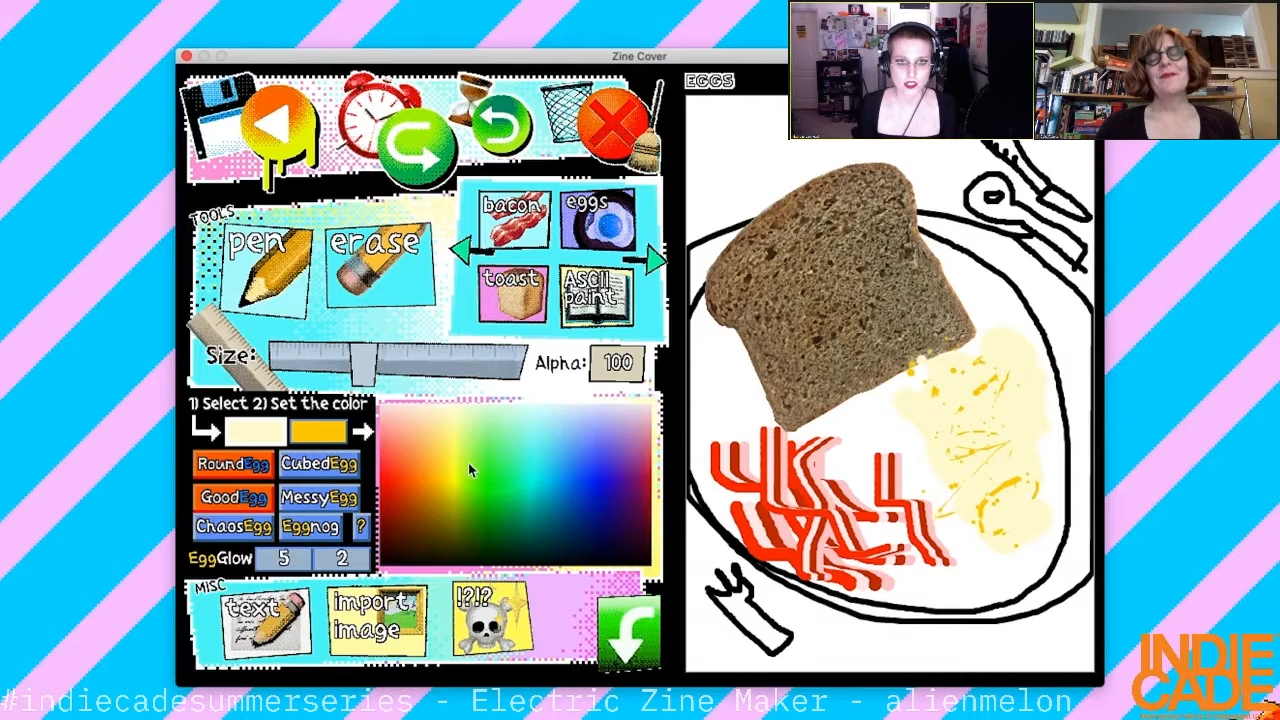 Zine Cover
EGGS
TOOLS
pen
erase
bacon
eggs
toast
ASCII
paint
Size:
Alpha: 100
1) Select 2) Set the color
RoundEgg CubedEgg
GoodEgg MessyEgg
ChaosEgg Eggnog ?
EggGlow 5 2
MISC
text
import
image
!?!?
INDIE
CADE
#indiecadesummerseries - Electric Zine Maker - alienmelon